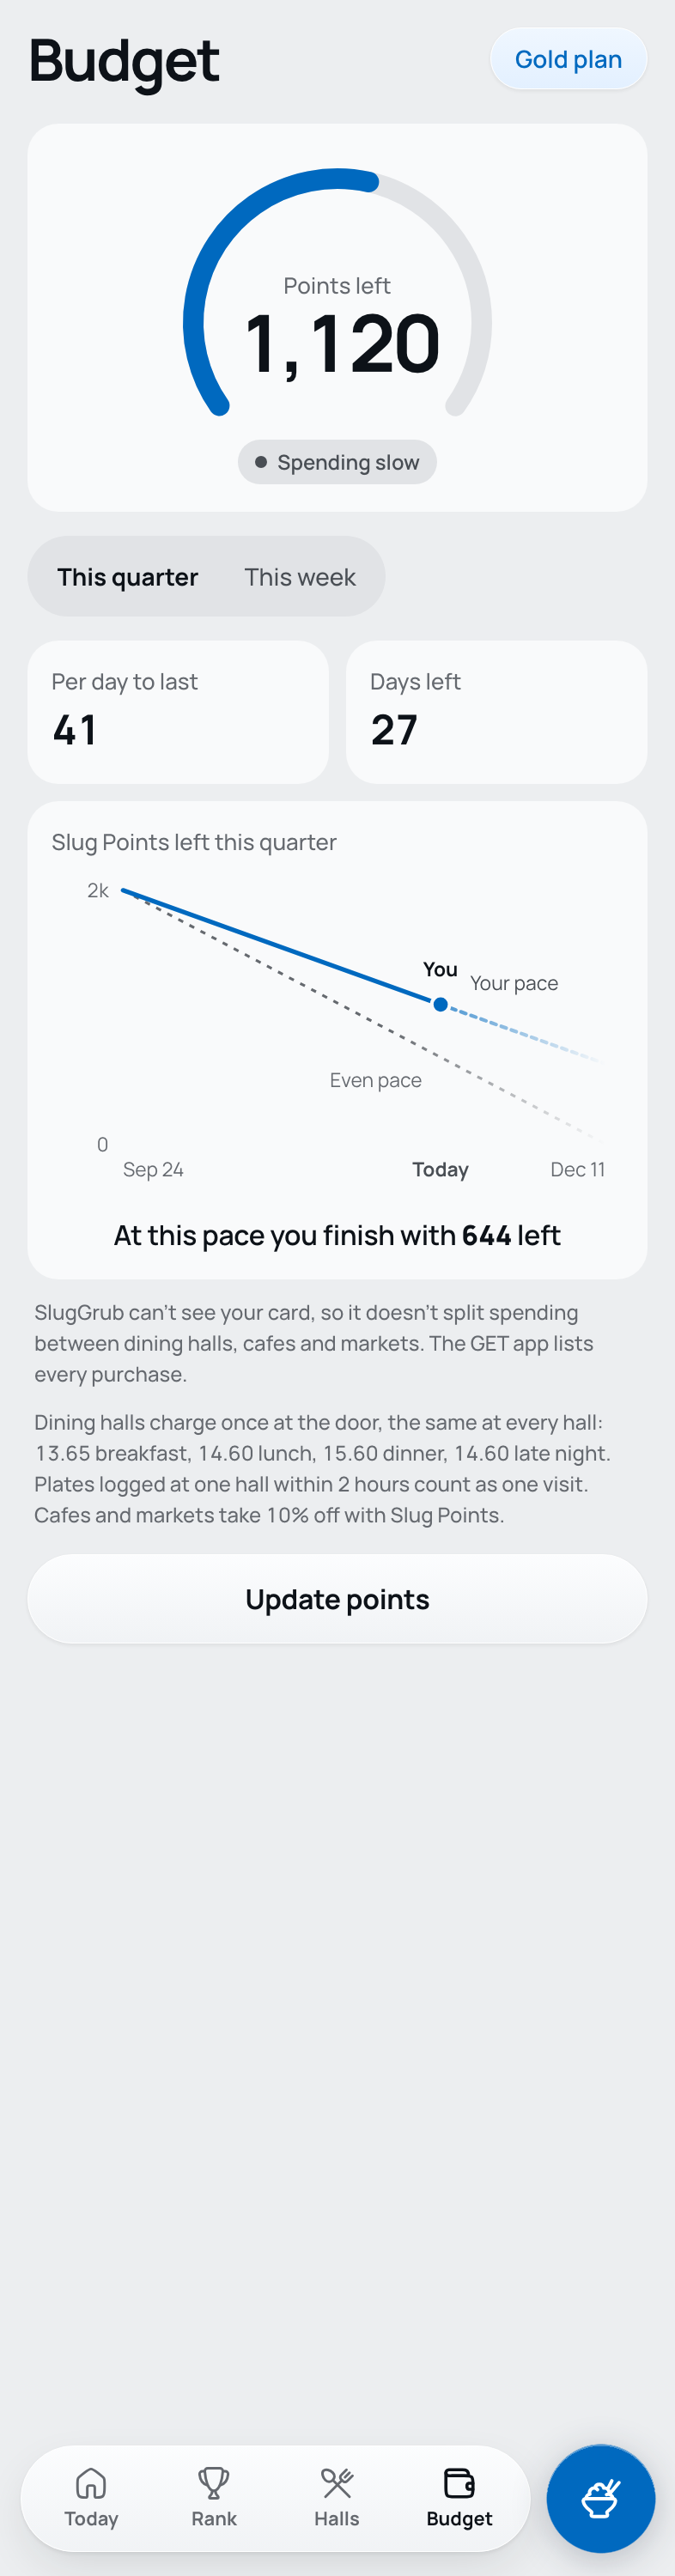 Budget
Gold plan
Points left
1,120
Spending slow
This quarter
This week
Per day to last
41
Days left
27
Slug Points left this quarter
2k
You
Your pace
Even pace
0
Sep 24
Today
Dec 11
At this pace you finish with 644 left
SlugGrub can't see your card, so it doesn't split spending
between dining halls, cafes and markets. The GET app lists
every purchase.
Dining halls charge once at the door, the same at every hall:
13.65 breakfast, 14.60 lunch, 15.60 dinner, 14.60 late night.
Plates logged at one hall within 2 hours count as one visit.
Cafes and markets take 10% off with Slug Points.
Update points
Today
Rank
Halls
Budget